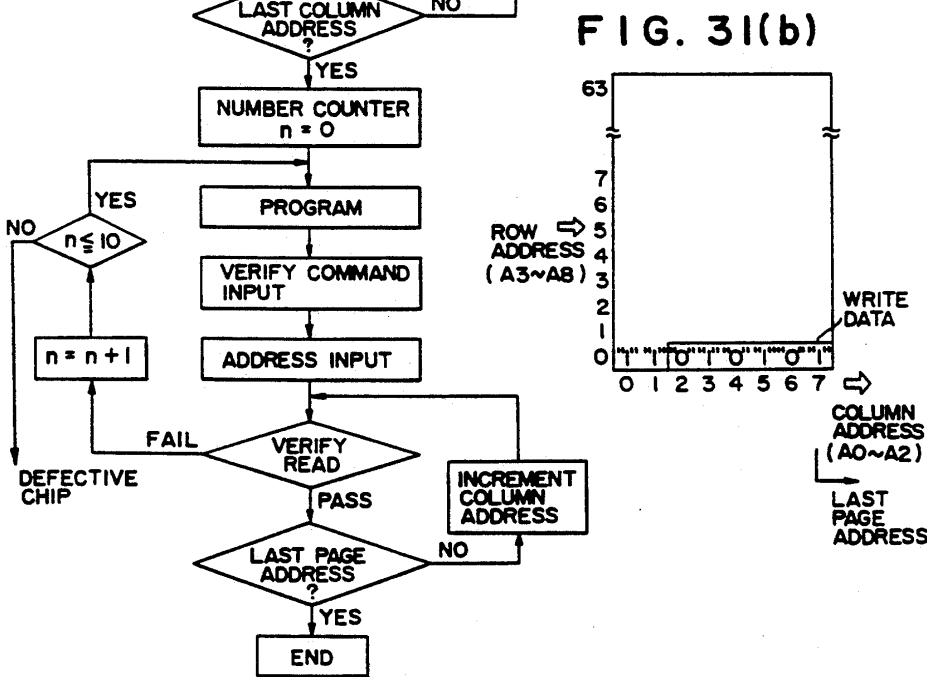 LAST COLUMN
ADDRESS
?
NO
YES
NUMBER COUNTER
n = 0
YES
NO
n ≦ 10
PROGRAM
VERIFY COMMAND
INPUT
n = n + 1
ADDRESS INPUT
FAIL
VERIFY
READ
DEFECTIVE
CHIP
PASS
INCREMENT
COLUMN
ADDRESS
LAST PAGE
ADDRESS
?
NO
YES
END
FIG. 31(b)
63
7
6
5
4
3
2
1
0
ROW
ADDRESS
(A3~A8)
WRITE
DATA
"1" "1" "0" "1" "0" "1" "0" "1"
0 1 2 3 4 5 6 7
COLUMN
ADDRESS
(A0~A2)
LAST
PAGE
ADDRESS